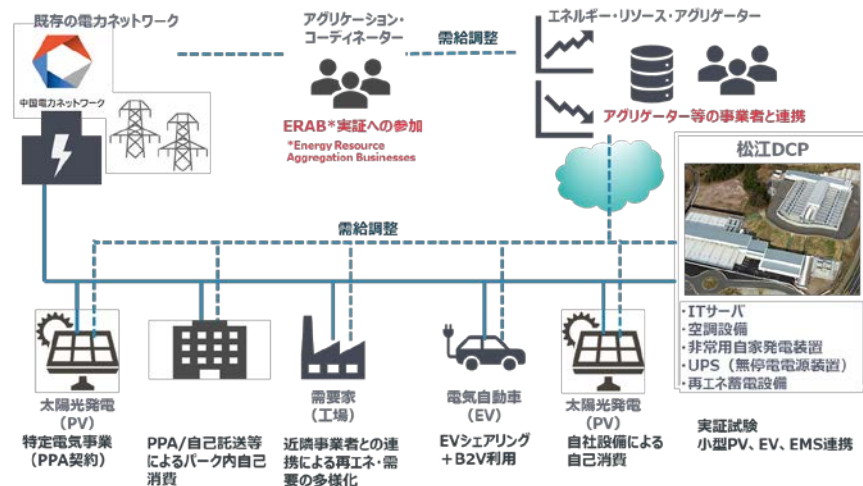 既存の電力ネットワーク
中国電力ネットワーク
アグリケーション・
コーディネーター
ERAB*実証への参加
*Energy Resource
Aggregation Businesses
需給調整
エネルギー・リソース・アグリゲーター
アグリゲーター等の事業者と連携
松江DCP
・ITサーバ
・空調設備
・非常用自家発電装置
・UPS（無停電電源装置）
・再エネ蓄電設備
需給調整
太陽光発電
（PV）
特定電気事業
（PPA契約）
PPA/自己託送等
によるパーク内自己
消費
需要家
（工場）
近隣事業者との連
携による再エネ・需
要の多様化
電気自動車
（EV）
EVシェアリング
＋B2V利用
太陽光発電
（PV）
自社設備による
自己消費
実証試験
小型PV、EV、EMS連携